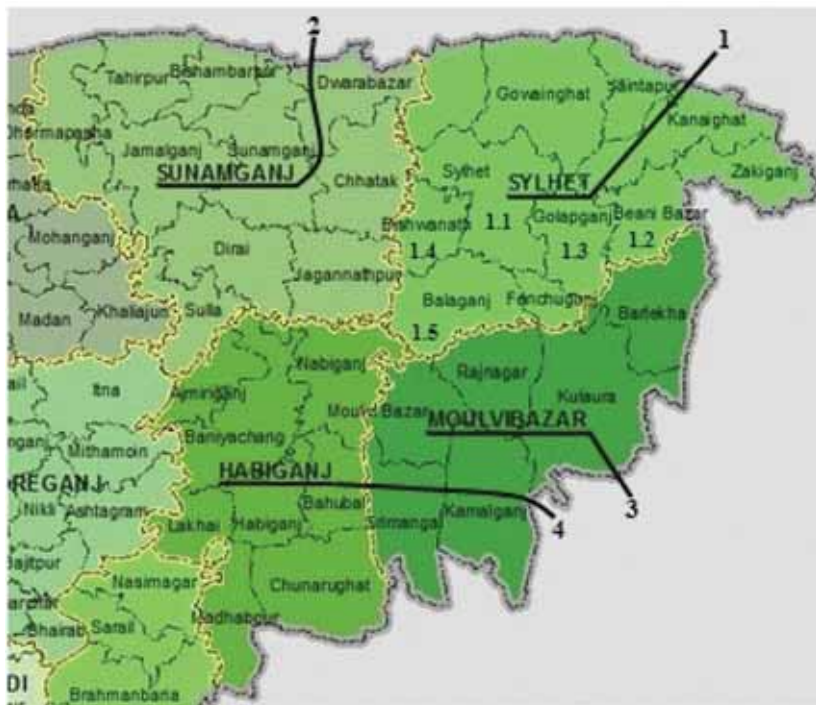 2
1
Tahirpur
Bishambarpur
Dwarabazar
Gowainghat
Jaintapur
Kanaighat
Dharmapasha
Jamalganj
Sunamganj
Sylhet
Zakiganj
SUNAMGANJ
Chhatak
SYLHET
Golapganj
Beani Bazar
Mohanganj
Bishwanath
1.1
1.2
Dirai
1.4
1.3
Jagannathpur
Madan
Khaliajuri
Sulla
Balaganj
Fenchuganj
Barlekha
1.5
Nabiganj
Rajnagar
Itna
Ajmiriganj
Moulvi Bazar
Kulaura
Baniyachang
MOULVIBAZAR
Mithamoin
HABIGANJ
OREGANJ
Nikli
Ashtagram
Bahubal
3
Lakhai
Habiganj
Srimangal
Kamalganj
4
Bajitpur
Nasirnagar
Chunarughat
Madhabpur
Bhairab
Sarail
DI
Brahmanbaria